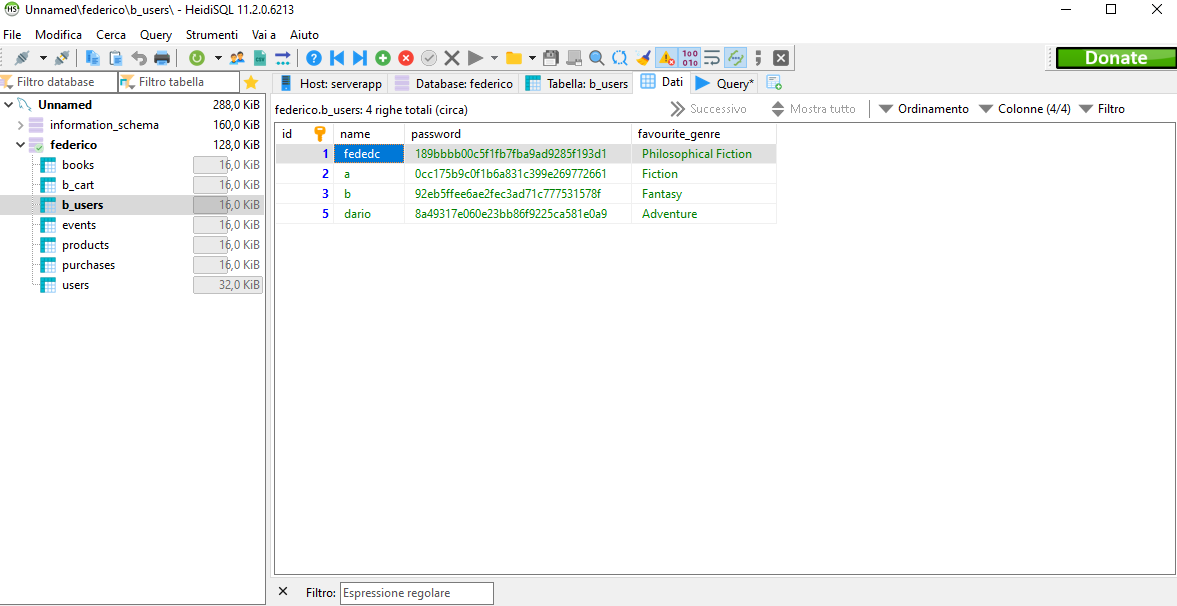 Unnamed\federico\b_users\ - HeidiSQL 11.2.0.6213
File Modifica Cerca Query Strumenti Vai a Aiuto
Donate
Filtro database Filtro tabella
Host: serverapp Database: federico Tabella: b_users Dati Query*
Unnamed 288,0 KiB
information_schema 160,0 KiB
federico 128,0 KiB
books 16,0 KiB
b_cart 16,0 KiB
b_users 16,0 KiB
events 16,0 KiB
products 16,0 KiB
purchases 16,0 KiB
users 32,0 KiB
federico.b_users: 4 righe totali (circa) Successivo Mostra tutto Ordinamento Colonne (4/4) Filtro
id name password favourite_genre
1 fededc 189bbbb00c5f1fb7fba9ad9285f193d1 Philosophical Fiction
2 a 0cc175b9c0f1b6a831c399e269772661 Fiction
3 b 92eb5ffee6ae2fec3ad71c777531578f Fantasy
5 dario 8a49317e060e23bb86f9225ca581e0a9 Adventure
Filtro: Espressione regolare